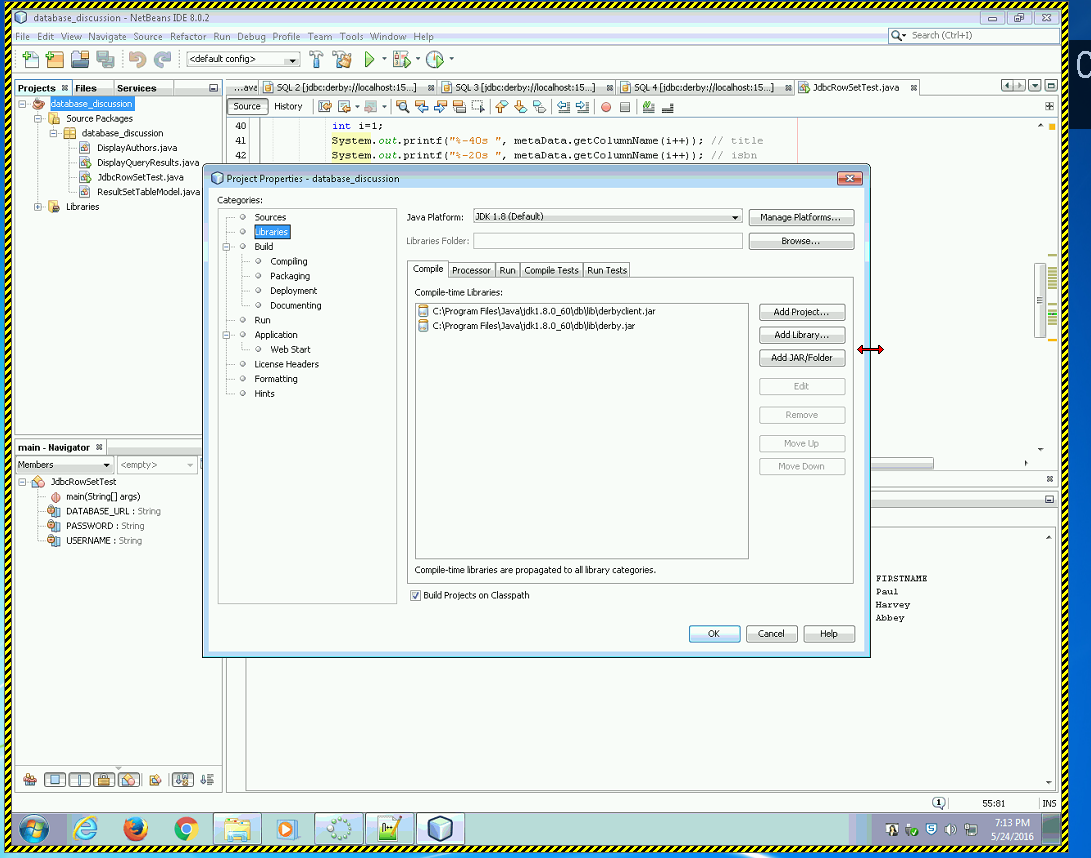 database_discussion - NetBeans IDE 8.0.2
File Edit View Navigate Source Refactor Run Debug Profile Team Tools Window Help
Search (Ctrl+I)
<default config>
Projects Files Services
...ava SQL 2 [jdbc:derby://localhost:15...] SQL 3 [jdbc:derby://localhost:15...] SQL 4 [jdbc:derby://localhost:15...] JdbcRowSetTest.java
Source History
database_discussion
Source Packages
database_discussion
DisplayAuthors.java
DisplayQueryResults.java
JdbcRowSetTest.java
ResultSetTableModel.java
Libraries
40 int i=1;
41 System.out.printf("%-40s ", metaData.getColumnName(i++)); // title
42 System.out.printf("%-20s ", metaData.getColumnName(i++)); // isbn
Project Properties - database_discussion
Categories:
Sources
Libraries
Build
Compiling
Packaging
Deployment
Documenting
Run
Application
Web Start
License Headers
Formatting
Hints
Java Platform: JDK 1.8 (Default) Manage Platforms...
Libraries Folder: Browse...
Compile Processor Run Compile Tests Run Tests
Compile-time Libraries:
C:\Program Files\Java\jdk1.8.0_60\db\lib\derbyclient.jar
C:\Program Files\Java\jdk1.8.0_60\db\lib\derby.jar
Add Project...
Add Library...
Add JAR/Folder
Edit
Remove
Move Up
Move Down
Compile-time libraries are propagated to all library categories.
Build Projects on Classpath
OK Cancel Help
main - Navigator
Members <empty>
JdbcRowSetTest
main(String[] args)
DATABASE_URL : String
PASSWORD : String
USERNAME : String
FIRSTNAME
Paul
Harvey
Abbey
1 55:81 INS
7:13 PM
5/24/2016